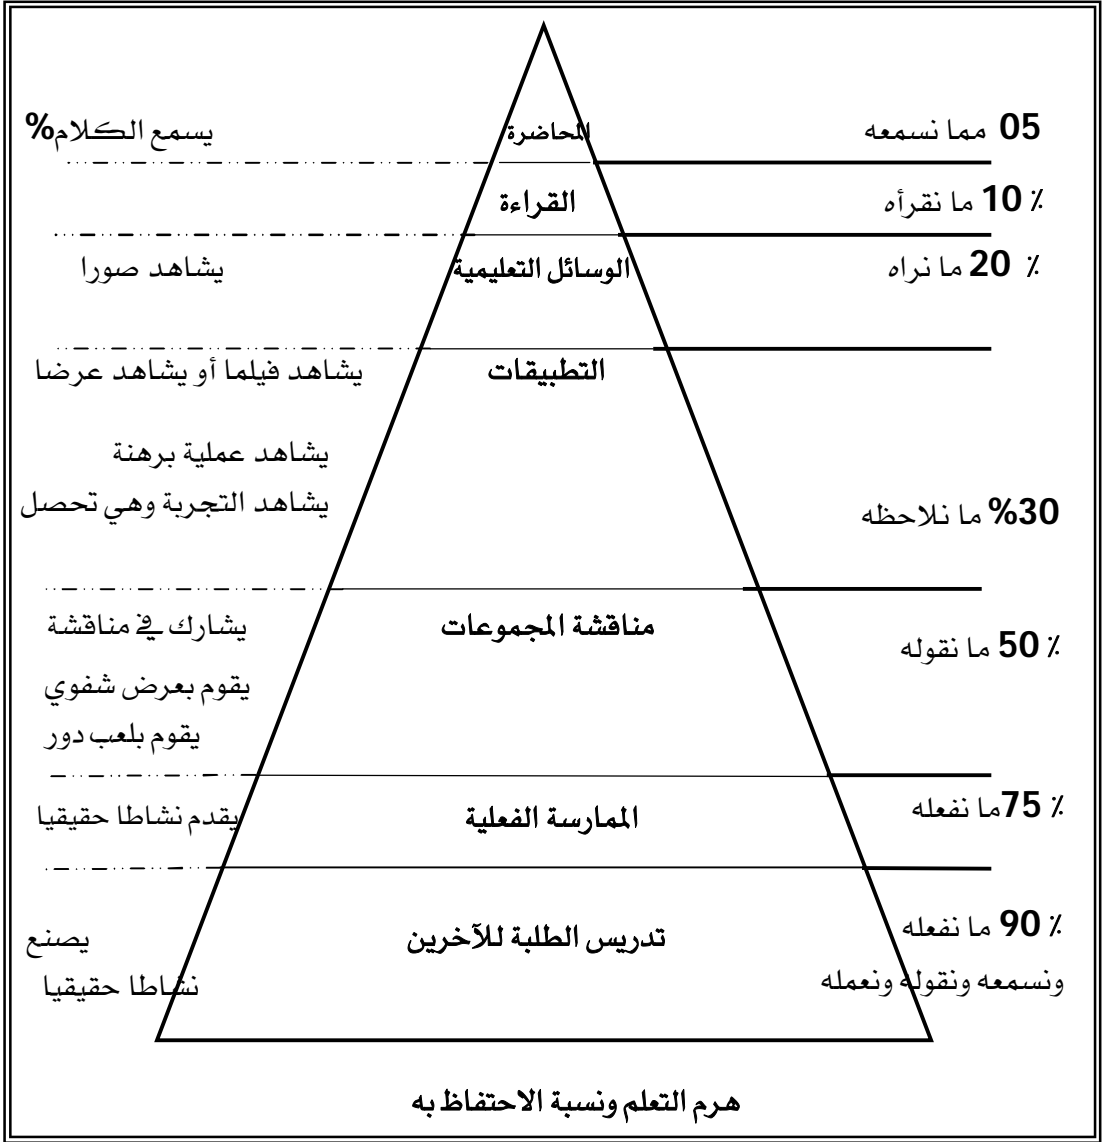 05 مما نسمعه
المحاضرة
يسمع الكلام%
٪ 10 ما نقرأه
القراءة
٪ 20 ما نراه
الوسائل التعليمية
يشاهد صورا
التطبيقات
يشاهد فيلما أو يشاهد عرضا
يشاهد عملية برهنة
يشاهد التجربة وهي تحصل
%30 ما نلاحظه
٪ 50 ما نقوله
مناقشة المجموعات
يشارك في مناقشة
يقوم بعرض شفوي
يقوم بلعب دور
٪ 75ما نفعله
الممارسة الفعلية
يقدم نشاطا حقيقيا
٪ 90 ما نفعله
ونسمعه ونقوله ونعمله
تدريس الطلبة للآخرين
يصنع
نشاطا حقيقيا
هرم التعلم ونسبة الاحتفاظ به